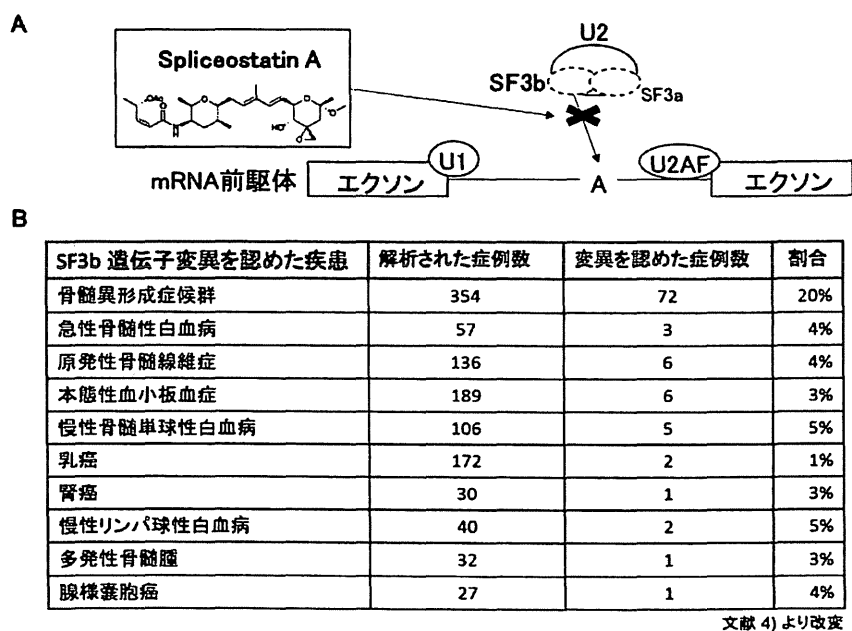 A
Spliceostatin A
OAc
O
N
H
O
O
O
HO
O
U2
SF3b
SF3a
U1
U2AF
mRNA前駆体
エクソン
A
エクソン
B
SF3b 遺伝子変異を認めた疾患 解析された症例数 変異を認めた症例数 割合
骨髄異形成症候群 354 72 20%
急性骨髄性白血病 57 3 4%
原発性骨髄線維症 136 6 4%
本態性血小板血症 189 6 3%
慢性骨髄単球性白血病 106 5 5%
乳癌 172 2 1%
腎癌 30 1 3%
慢性リンパ球性白血病 40 2 5%
多発性骨髄腫 32 1 3%
腺様嚢胞癌 27 1 4%
文献 4) より改変